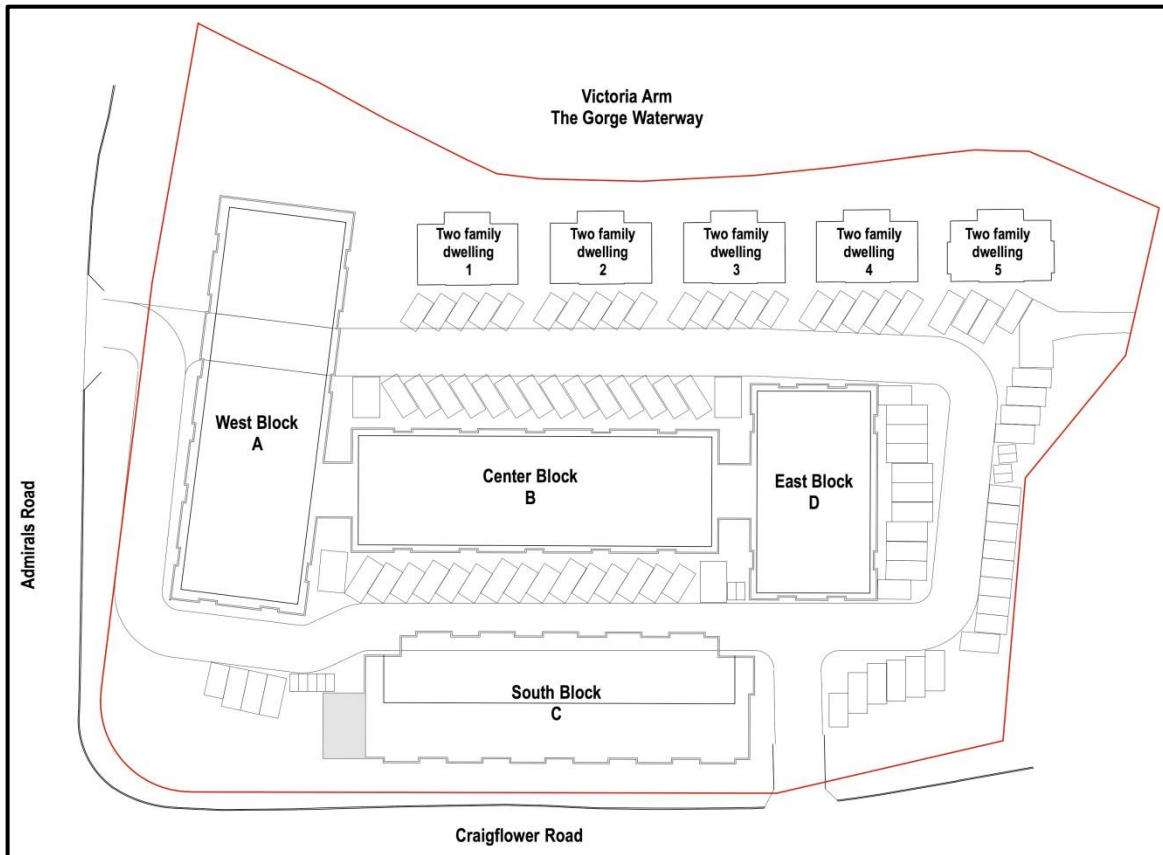 Victoria Arm
The Gorge Waterway
Two family
dwelling
1
Two family
dwelling
2
Two family
dwelling
3
Two family
dwelling
4
Two family
dwelling
5
West Block
A
Center Block
B
East Block
D
Admirals Road
South Block
C
Craigflower Road